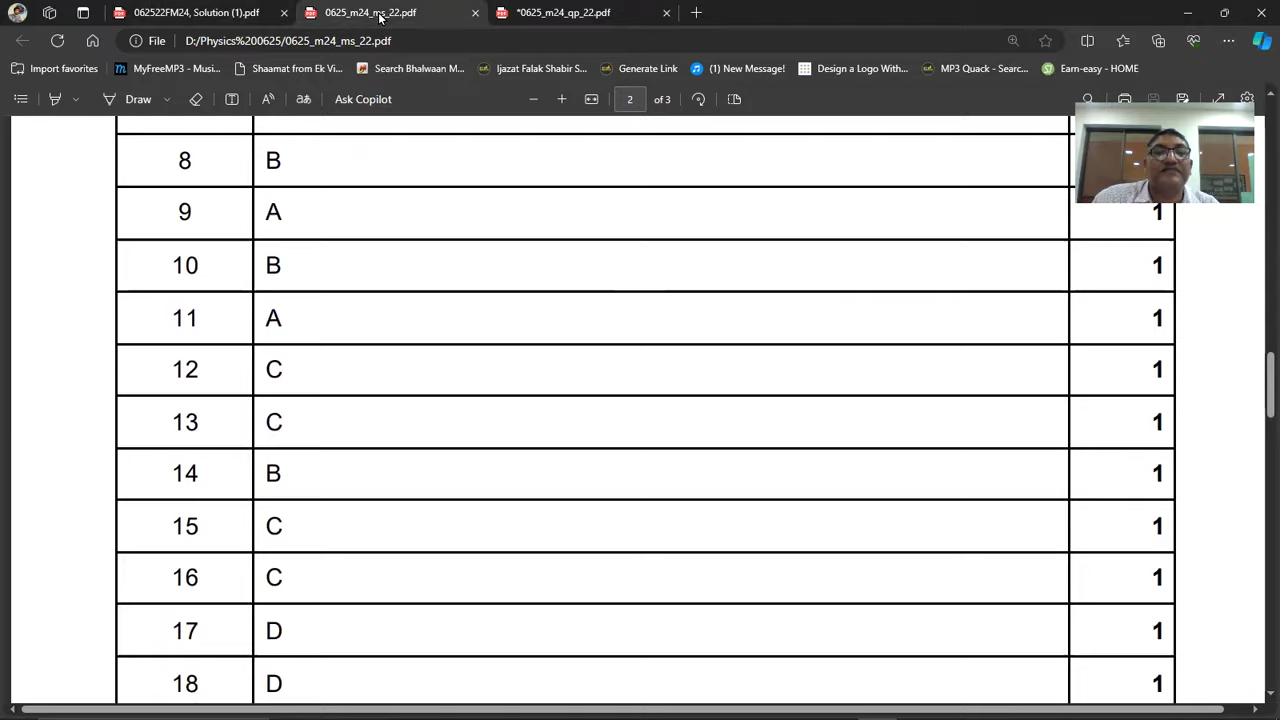 062522FM24, Solution (1).pdf
0625_m24_ms_22.pdf
*0625_m24_qp_22.pdf
File D:/Physics%200625/0625_m24_ms_22.pdf
Import favorites
MyFreeMP3 - Musi...
Shaamat from Ek Vi...
Search Bhalwaan M...
Ijazat Falak Shabir S...
Generate Link
(1) New Message!
Design a Logo With...
MP3 Quack - Searc...
Earn-easy - HOME
Draw
Ask Copilot
2 of 3
8 B
9 A 1
10 B 1
11 A 1
12 C 1
13 C 1
14 B 1
15 C 1
16 C 1
17 D 1
18 D 1